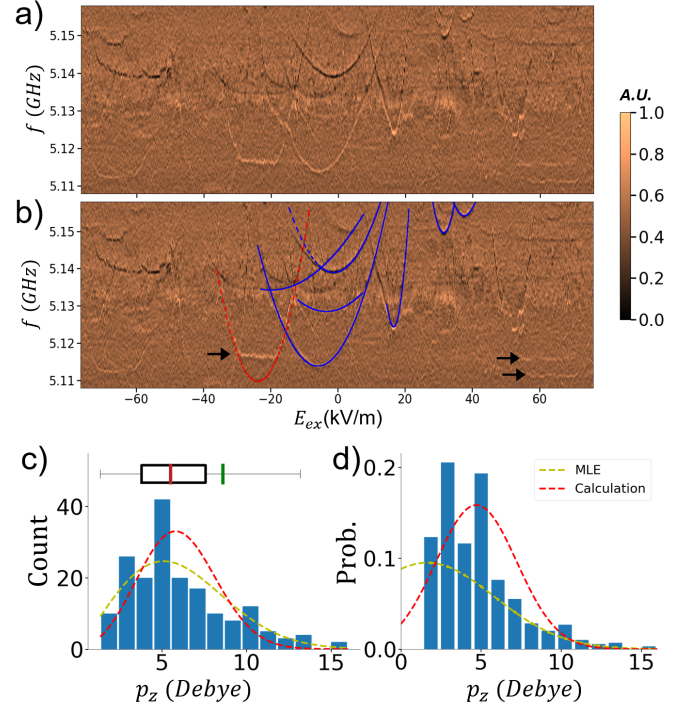 a)
5.15
5.14
5.13
5.12
5.11
f (GHz)
A.U.
1.0
0.8
0.6
0.4
0.2
0.0
b)
5.15
5.14
5.13
5.12
5.11
f (GHz)
−60 −40 −20 0 20 40 60
E_ex(kV/m)
c)
40
20
0
Count
5 10 15
p_z (Debye)
d)
MLE
Calculation
0.2
0.1
0.0
Prob.
0 5 10 15
p_z (Debye)